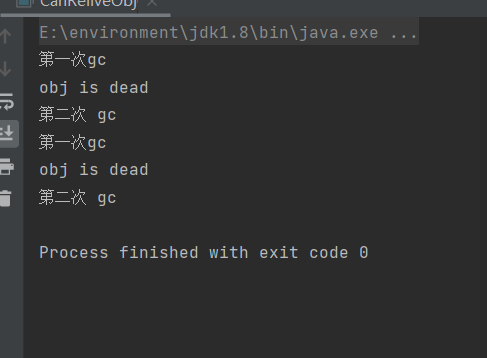 CanReliveObj
E:\environment\jdk1.8\bin\java.exe ...
第一次gc
obj is dead
第二次 gc
第一次gc
obj is dead
第二次 gc
Process finished with exit code 0